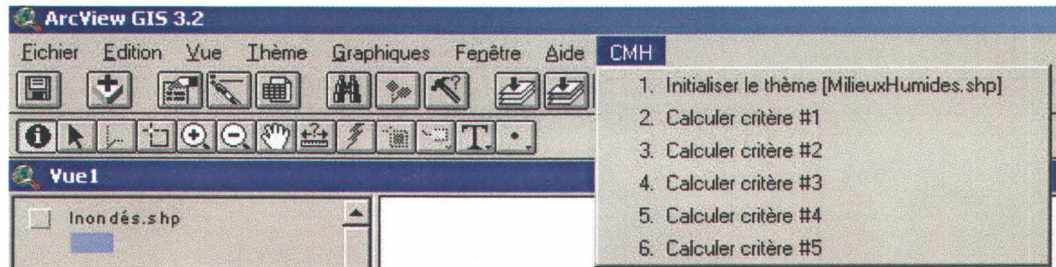 ArcView GIS 3.2
Fichier Edition Vue Thème Graphiques Fenêtre Aide CMH
1. Initialiser le thème [MilieuxHumides.shp]
2. Calculer critère #1
3. Calculer critère #2
4. Calculer critère #3
5. Calculer critère #4
6. Calculer critère #5
T
Vue1
Inondés.shp